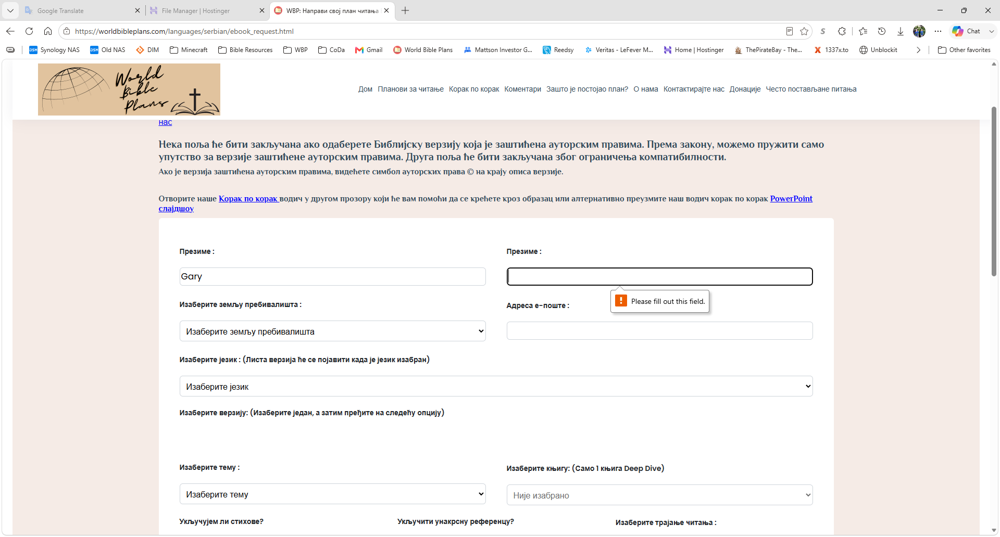 Google Translate
File Manager | Hostinger
WBP: Направи свој план читања
https://worldbibleplans.com/languages/serbian/ebook_request.html
Chat
Synology NAS
Old NAS
DIM
Minecraft
Bible Resources
WBP
CoDa
Gmail
World Bible Plans
Mattson Investor G...
Reedsy
Veritas - LeFever M...
Home | Hostinger
ThePirateBay - The...
1337x.to
Unblockit
Other favorites
World
Bible
Plans
Дом Планови за читање Корак по корак Коментари Зашто је постојао план? О нама Контактирајте нас Донације Често постављане питања
нас
Нека поља ће бити закључана ако одаберете Библијску верзију која је заштићена ауторским правима. Према закону, можемо пружити само
упутство за верзије заштићене ауторским правима. Друга поља ће бити закључана због ограничења компатибилности.
Ако је верзија заштићена ауторским правима, видећете симбол ауторских права © на крају описа верзије.
Отворите наше Корак по корак водич у другом прозору који ће вам помоћи да се крећете кроз образац или алтернативно преузмите наш водич корак по корак PowerPoint
слајдшоу
Презиме :
Презиме :
Gary
Please fill out this field.
Изаберите земљу пребивалишта :
Адреса е-поште :
Изаберите земљу пребивалишта
Изаберите језик : (Листа верзија ће се појавити када је језик изабран)
Изаберите језик
Изаберите верзију: (Изаберите један, а затим пређите на следећу опцију)
Изаберите тему :
Изаберите књигу: (Само 1 књига Deep Dive)
Изаберите тему
Није изабрано
Укључујем ли стихове?
Укључити унакрсну референцу?
Изаберите трајање читања :